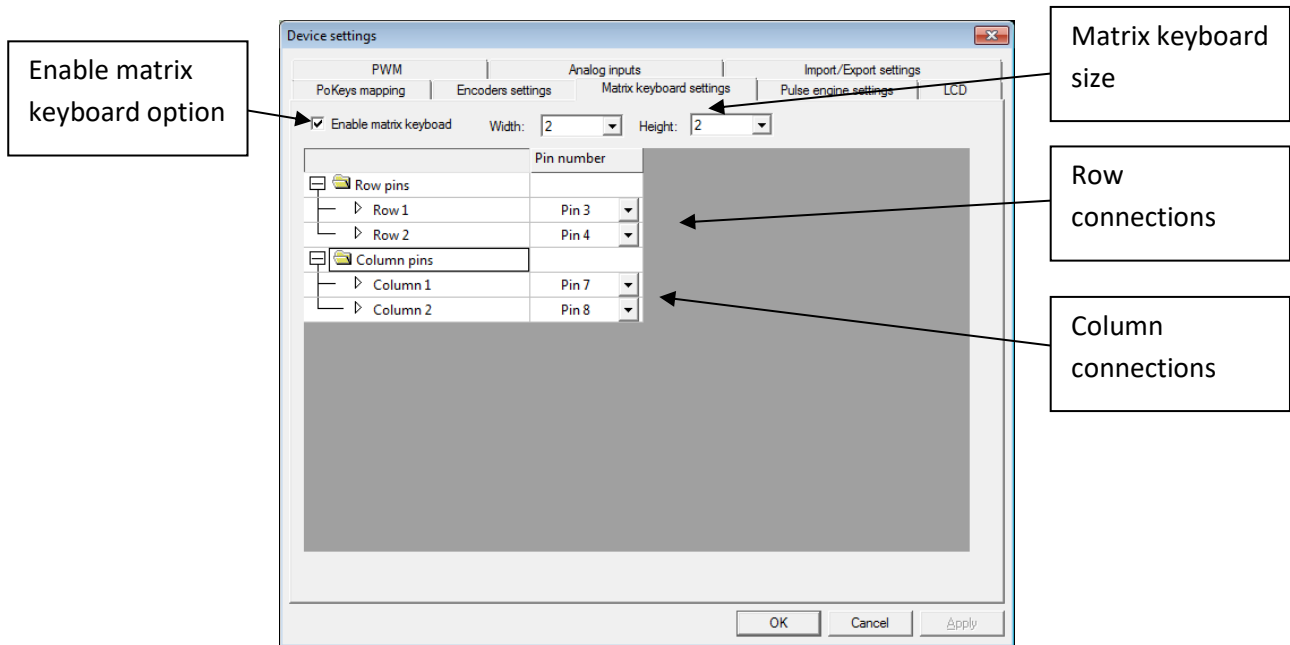 Device settings
Matrix keyboard
size
Enable matrix
keyboard option
PWM Analog inputs Import/Export settings
PoKeys mapping Encoders settings Matrix keyboard settings Pulse engine settings LCD
Enable matrix keyboad Width: 2 Height: 2
Pin number
Row pins
Row 1 Pin 3
Row 2 Pin 4
Column pins
Column 1 Pin 7
Column 2 Pin 8
Row
connections
Column
connections
OK Cancel Apply